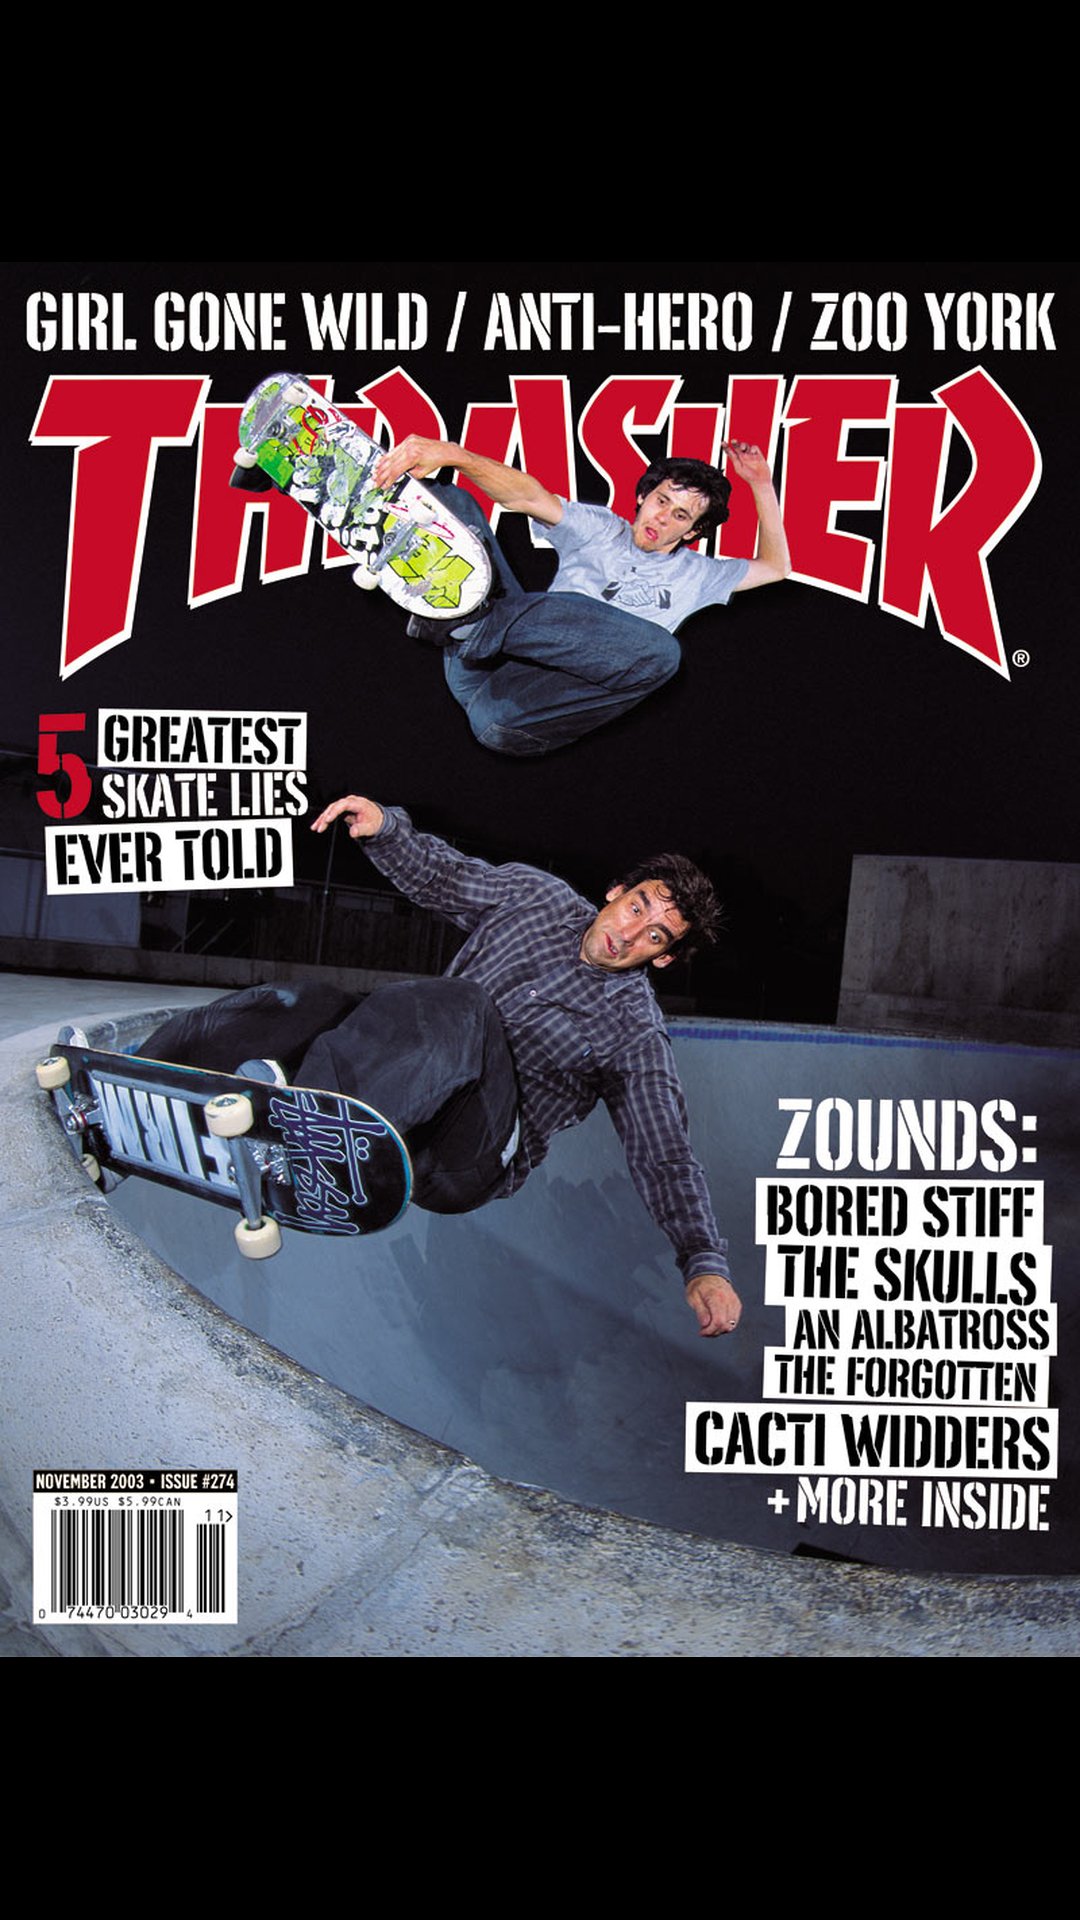 GIRL GONE WILD / ANTI-HERO / ZOO YORK
THRASHER®
5 GREATEST
SKATE LIES
EVER TOLD
ZOUNDS:
BORED STIFF
THE SKULLS
AN ALBATROSS
THE FORGOTTEN
CACTI WIDDERS
+MORE INSIDE
FIRM
NOVEMBER 2003 • ISSUE #274
$3.99US $5.99CAN
11>
0 74470 03029 4